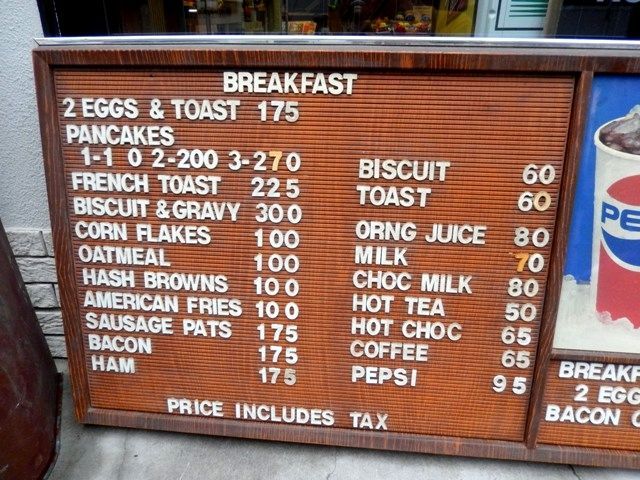 BREAKFAST
2 EGGS & TOAST 175
PANCAKES
1-1 0 2-200 3-270
FRENCH TOAST 225
BISCUIT & GRAVY 300
CORN FLAKES 100
OATMEAL 100
HASH BROWNS 100
AMERICAN FRIES 100
SAUSAGE PATS 175
BACON 175
HAM 175
BISCUIT 60
TOAST 60
ORNG JUICE 80
MILK 70
CHOC MILK 80
HOT TEA 50
HOT CHOC 65
COFFEE 65
PEPSI 95
PRICE INCLUDES TAX
PE
BREAKF
2 EGG
BACON O